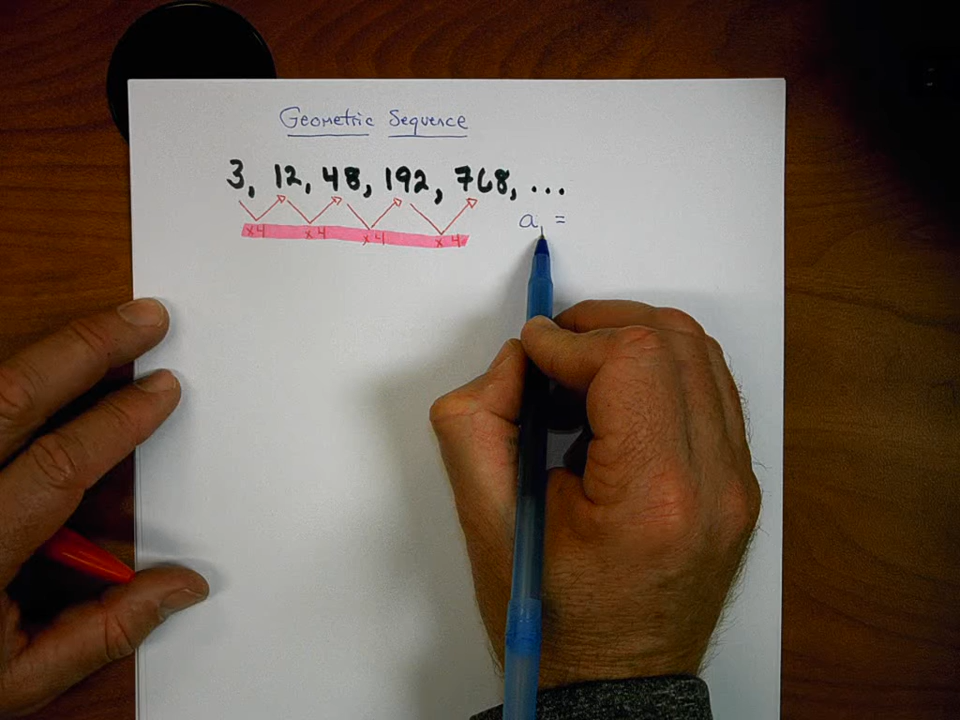 Geometric Sequence
3, 12, 48, 192, 768, ...
a₁ =
x4 x4 x4 x4